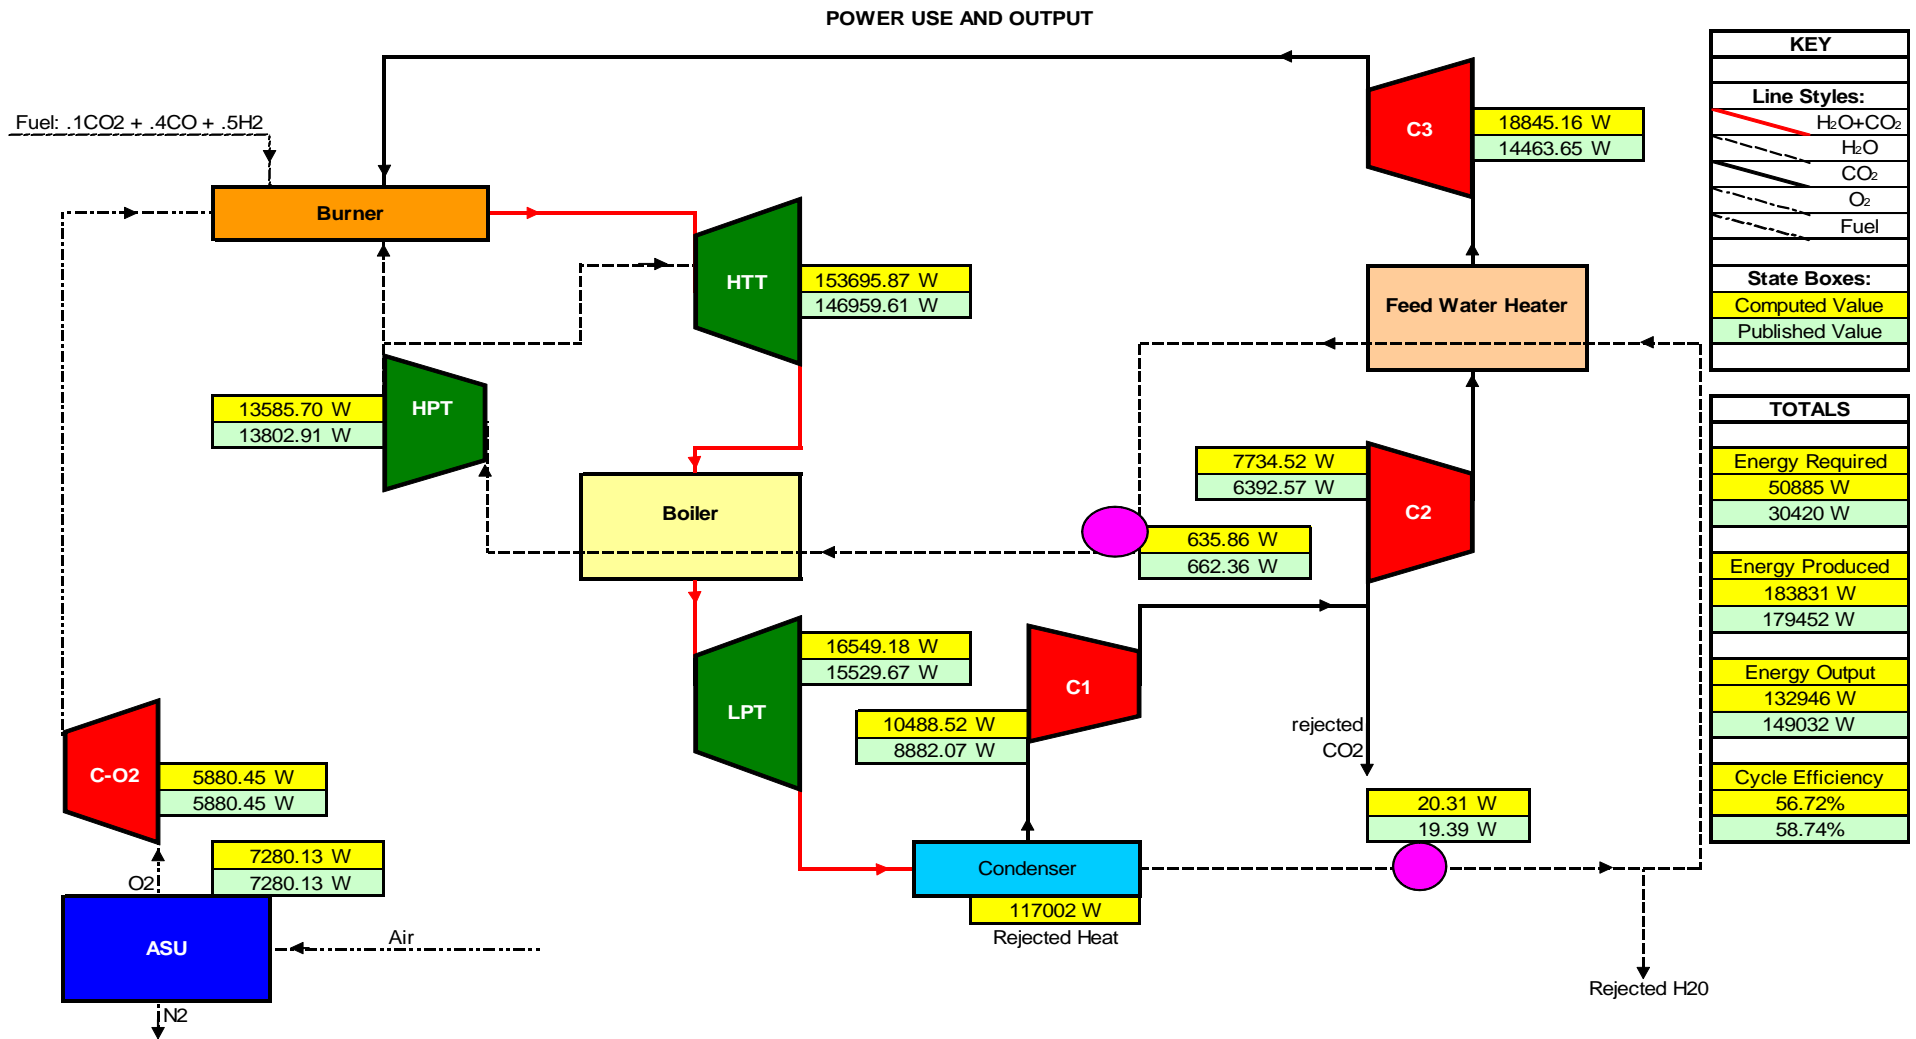 POWER USE AND OUTPUT
KEY
Line Styles:
H2O+CO2
H2O
CO2
O2
Fuel
State Boxes:
Computed Value
Published Value
Fuel: .1CO2 + .4CO + .5H2
Burner
C3
18845.16 W
14463.65 W
HTT
153695.87 W
146959.61 W
Feed Water Heater
HPT
13585.70 W
13802.91 W
TOTALS
Energy Required
50885 W
30420 W
Energy Produced
183831 W
179452 W
Energy Output
132946 W
149032 W
Cycle Efficiency
56.72%
58.74%
7734.52 W
6392.57 W
C2
Boiler
635.86 W
662.36 W
16549.18 W
15529.67 W
LPT
C1
10488.52 W
8882.07 W
rejected
CO2
C-O2
5880.45 W
5880.45 W
20.31 W
19.39 W
7280.13 W
7280.13 W
O2
Condenser
117002 W
Rejected Heat
ASU
Air
Rejected H20
N2